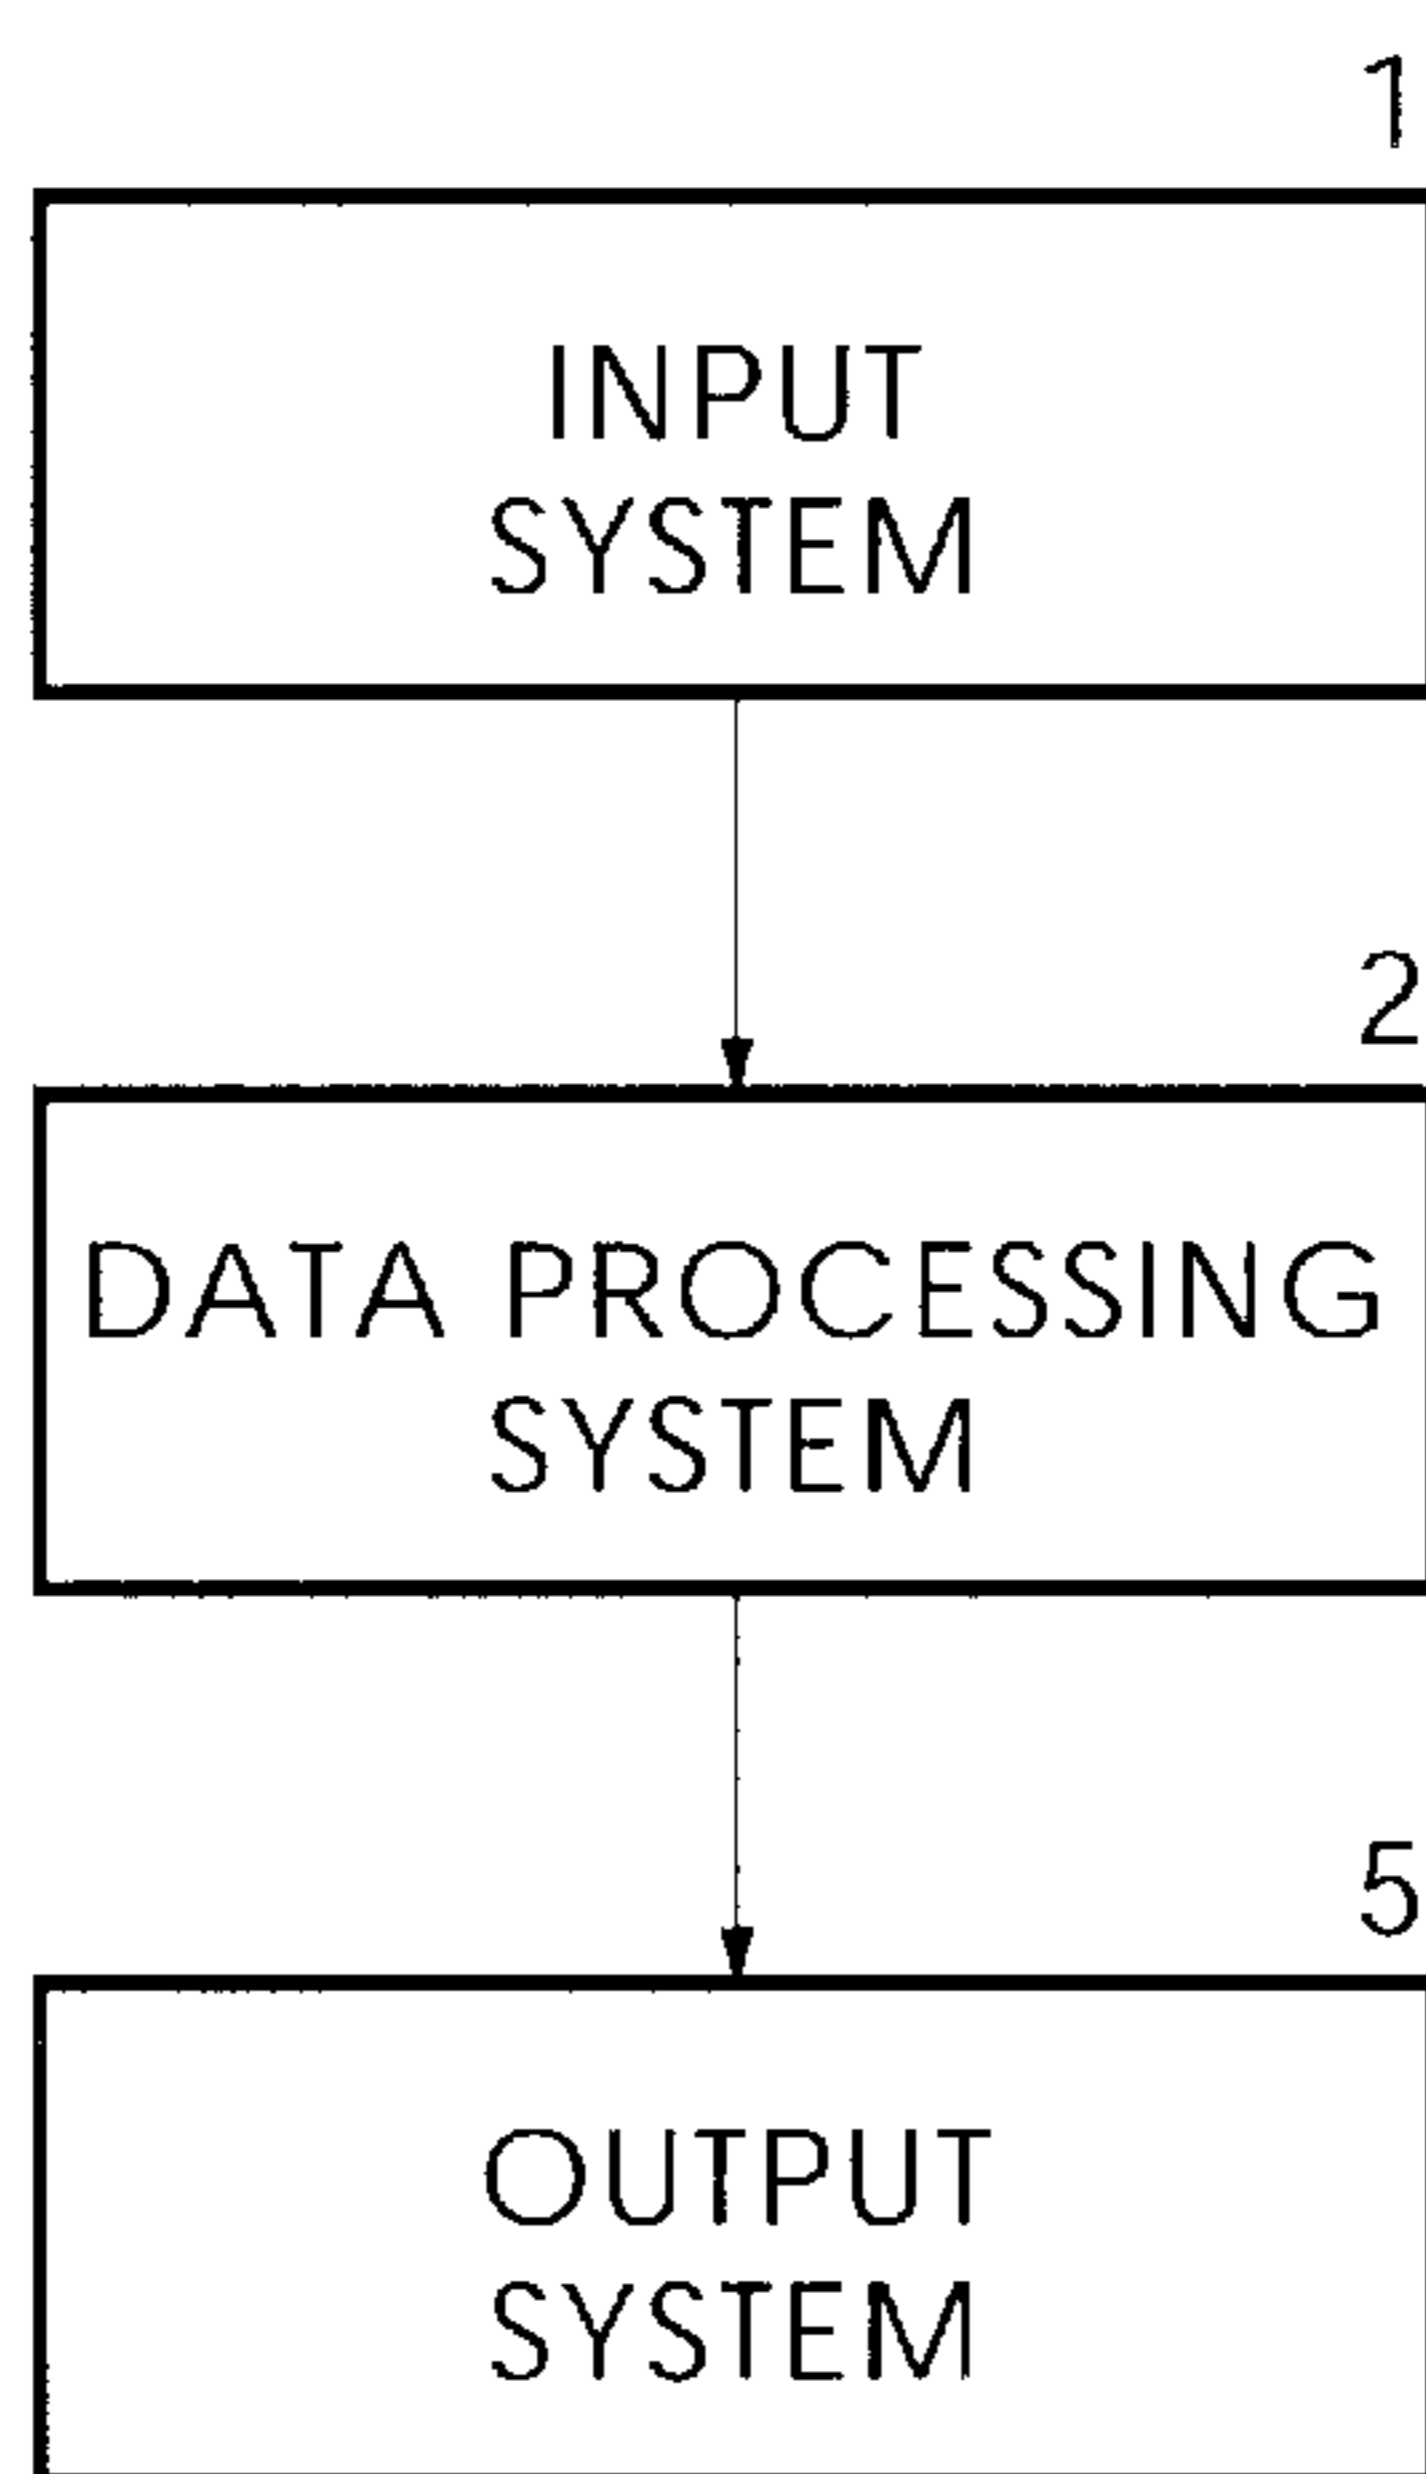 1
INPUT
SYSTEM
2
DATA PROCESSING
SYSTEM
5
OUTPUT
SYSTEM